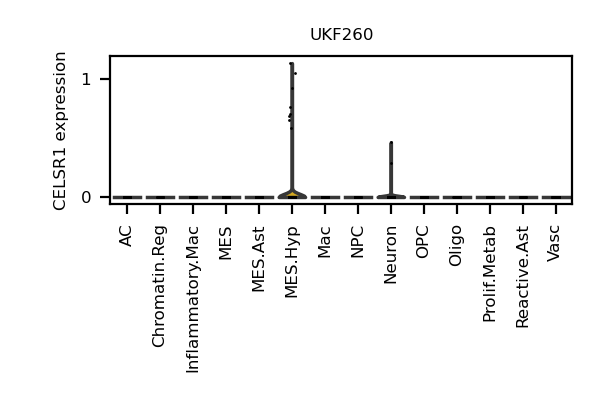 UKF260
CELSR1 expression
1
0
AC
Chromatin.Reg
Inflammatory.Mac
MES
MES.Ast
MES.Hyp
Mac
NPC
Neuron
OPC
Oligo
Prolif.Metab
Reactive.Ast
Vasc